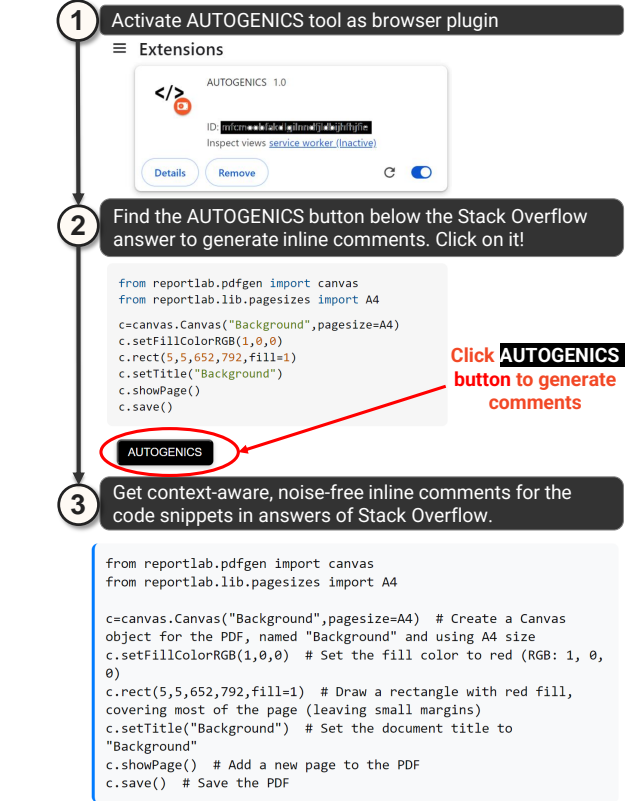 1
Activate AUTOGENICS tool as browser plugin
Extensions
</>
AUTOGENICS 1.0
ID:
Inspect views service worker (Inactive)
Details
Remove
2
Find the AUTOGENICS button below the Stack Overflow
answer to generate inline comments. Click on it!
from reportlab.pdfgen import canvas
from reportlab.lib.pagesizes import A4
c=canvas.Canvas("Background",pagesize=A4)
c.setFillColorRGB(1,0,0)
c.rect(5,5,652,792,fill=1)
c.setTitle("Background")
c.showPage()
c.save()
Click AUTOGENICS
button to generate
comments
AUTOGENICS
3
Get context-aware, noise-free inline comments for the
code snippets in answers of Stack Overflow.
from reportlab.pdfgen import canvas
from reportlab.lib.pagesizes import A4
c=canvas.Canvas("Background",pagesize=A4)  # Create a Canvas
object for the PDF, named "Background" and using A4 size
c.setFillColorRGB(1,0,0)  # Set the fill color to red (RGB: 1, 0,
0)
c.rect(5,5,652,792,fill=1)  # Draw a rectangle with red fill,
covering most of the page (leaving small margins)
c.setTitle("Background")  # Set the document title to
"Background"
c.showPage()  # Add a new page to the PDF
c.save()  # Save the PDF